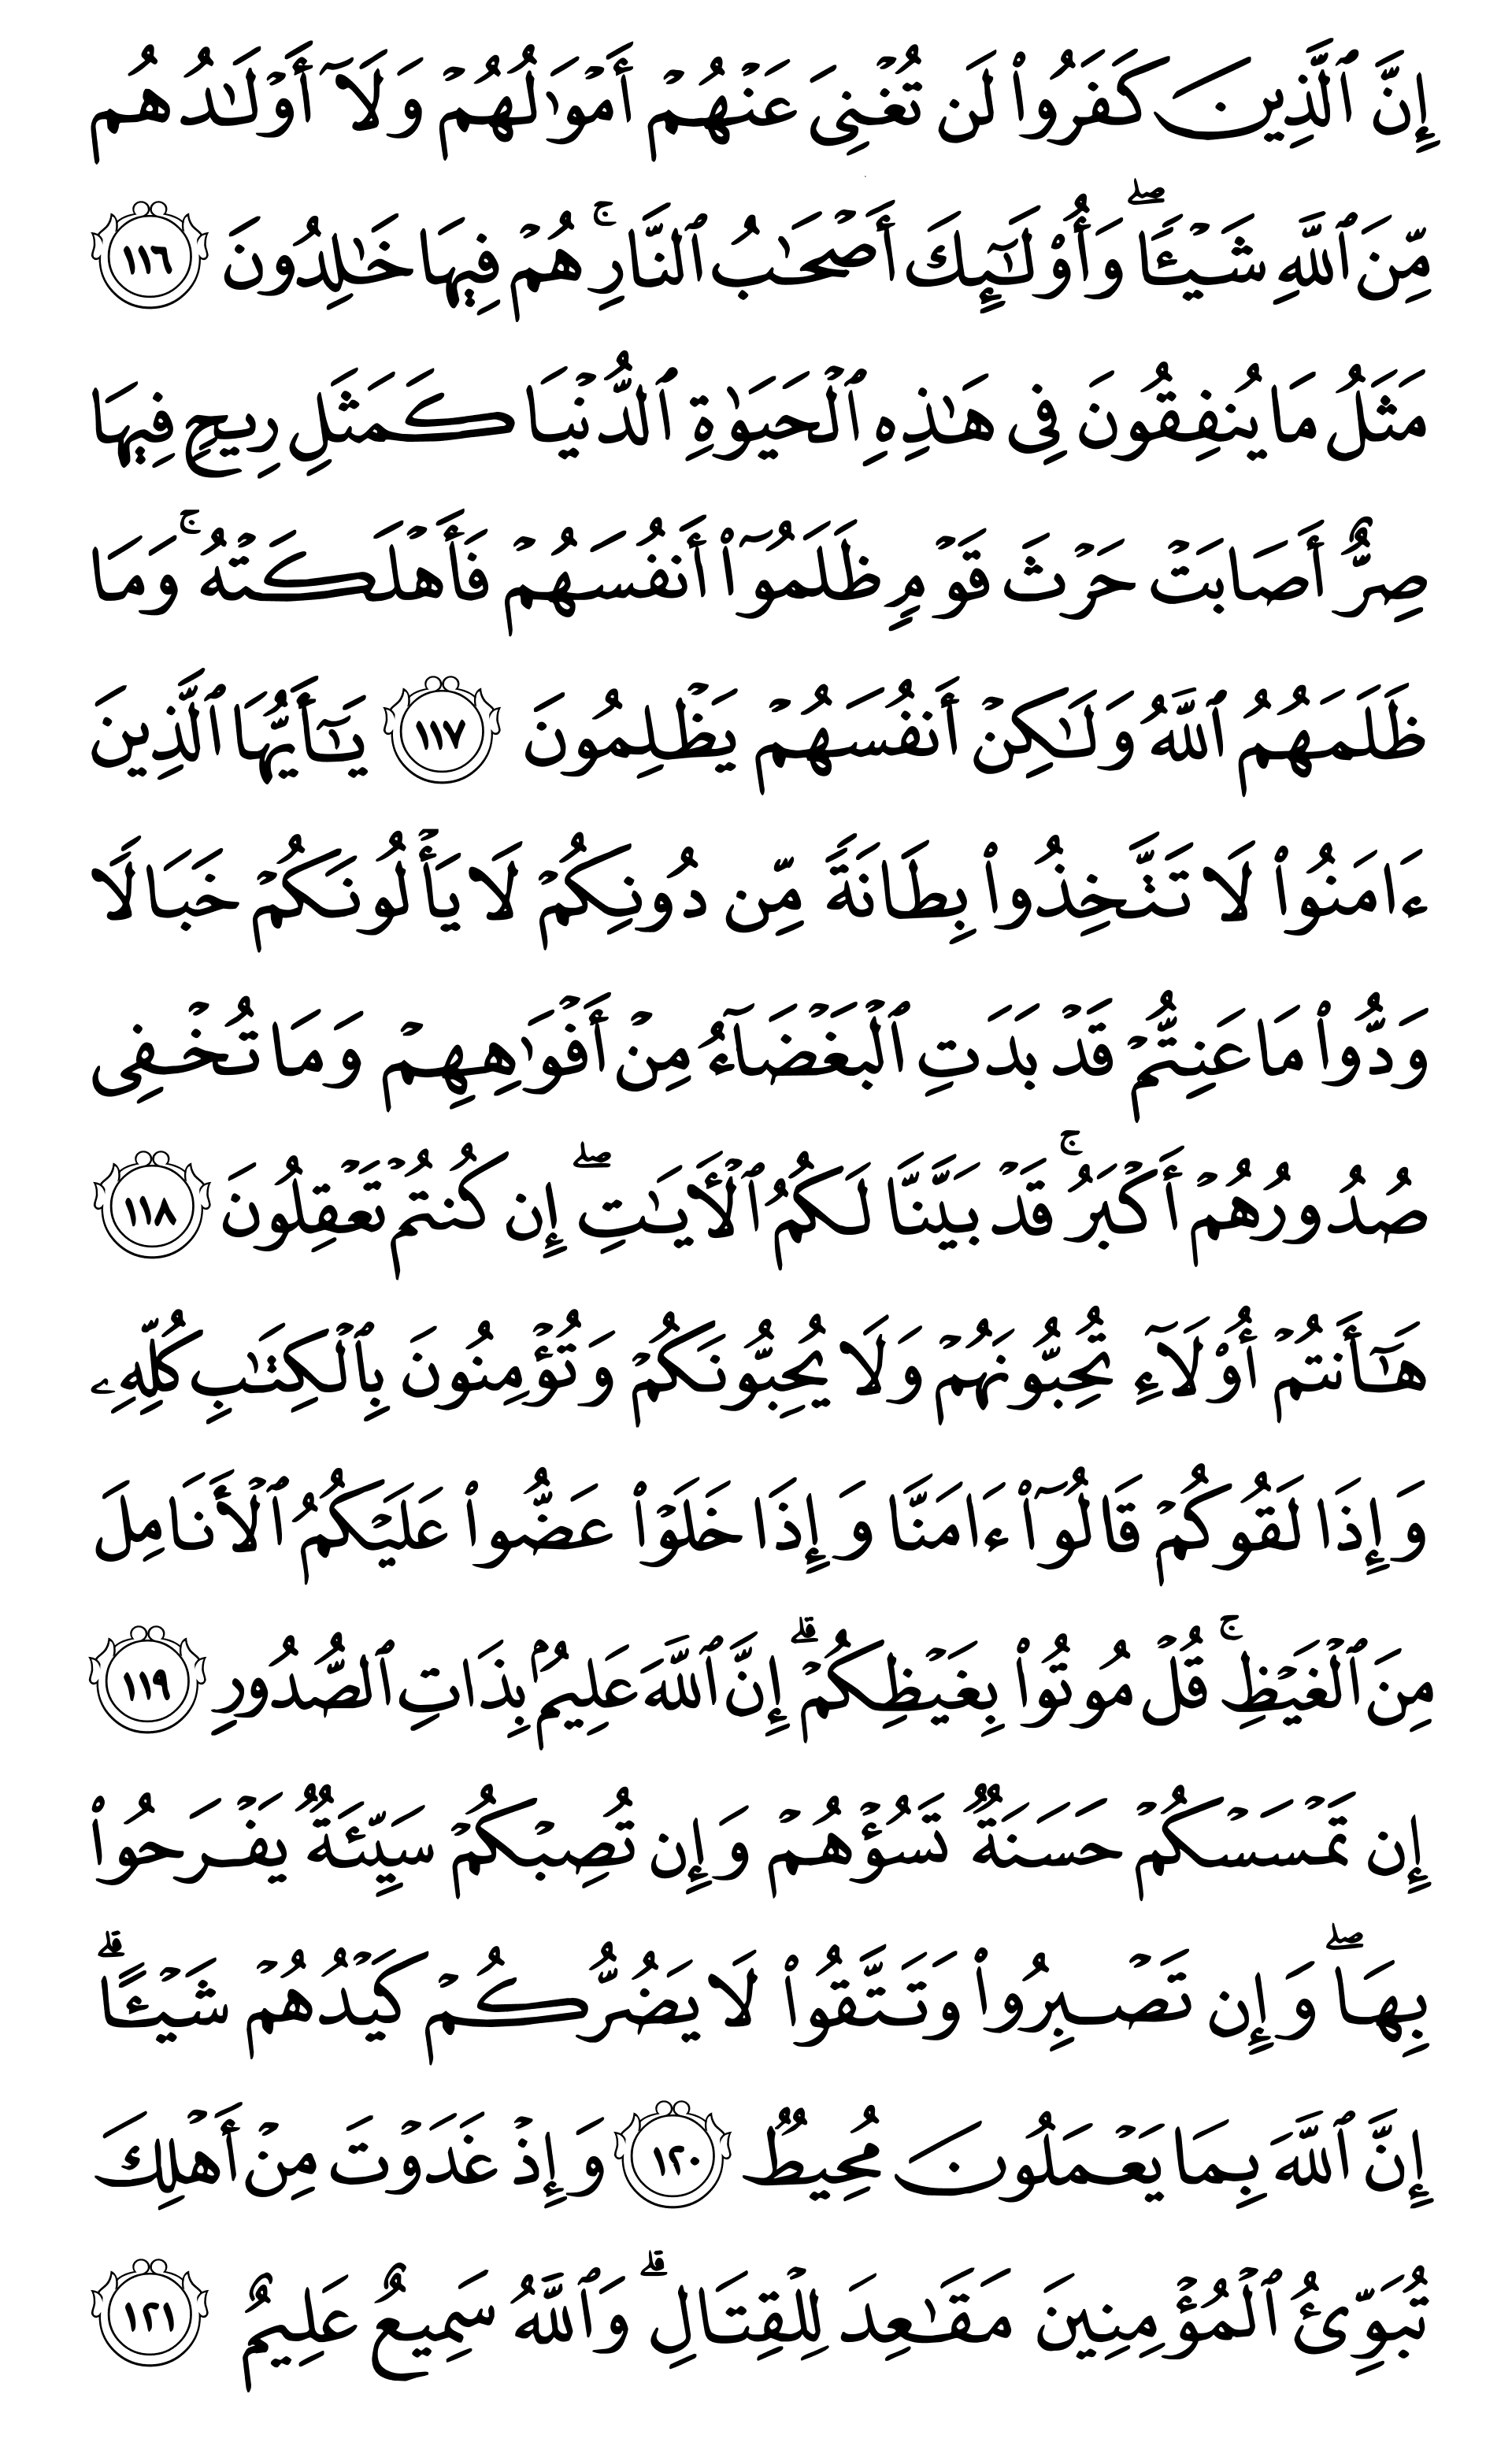 إِنَّ ٱلَّذِينَ كَفَرُواْ لَن تُغْنِىَ عَنْهُمْ أَمْوَٰلُهُمْ وَلَآ أَوْلَـٰدُهُم
مِّنَ ٱللَّهِ شَيْـًٔا ۖ وَأُوْلَـٰٓئِكَ أَصْحَـٰبُ ٱلنَّارِ ۚ هُمْ فِيهَا خَـٰلِدُونَ ١١٦
مَثَلُ مَا يُنفِقُونَ فِى هَـٰذِهِ ٱلْحَيَوٰةِ ٱلدُّنْيَا كَمَثَلِ رِيحٍ فِيهَا
صِرٌّ أَصَابَتْ حَرْثَ قَوْمٍ ظَلَمُوٓاْ أَنفُسَهُمْ فَأَهْلَكَتْهُ ۚ وَمَا
ظَلَمَهُمُ ٱللَّهُ وَلَـٰكِنْ أَنفُسَهُمْ يَظْلِمُونَ ١١٧ يَـٰٓأَيُّهَا ٱلَّذِينَ
ءَامَنُواْ لَا تَتَّخِذُواْ بِطَانَةً مِّن دُونِكُمْ لَا يَأْلُونَكُمْ خَبَالًا
وَدُّواْ مَا عَنِتُّمْ قَدْ بَدَتِ ٱلْبَغْضَآءُ مِنْ أَفْوَٰهِهِمْ وَمَا تُخْفِى
صُدُورُهُمْ أَكْبَرُ ۚ قَدْ بَيَّنَّا لَكُمُ ٱلْأَيَـٰتِ ۖ إِن كُنتُمْ تَعْقِلُونَ ١١٨
هَـٰٓأَنتُمْ أُوْلَآءِ تُحِبُّونَهُمْ وَلَا يُحِبُّونَكُمْ وَتُؤْمِنُونَ بِٱلْكِتَـٰبِ كُلِّهِۦ
وَإِذَا لَقُوكُمْ قَالُوٓاْ ءَامَنَّا وَإِذَا خَلَوْاْ عَضُّواْ عَلَيْكُمُ ٱلْأَنَامِلَ
مِنَ ٱلْغَيْظِ ۚ قُلْ مُوتُواْ بِغَيْظِكُمْ ۗ إِنَّ ٱللَّهَ عَلِيمُۢ بِذَاتِ ٱلصُّدُورِ ١١٩
إِن تَمْسَسْكُمْ حَسَنَةٌ تَسُؤْهُمْ وَإِن تُصِبْكُمْ سَيِّئَةٌ يَفْرَحُواْ
بِهَا ۖ وَإِن تَصْبِرُواْ وَتَتَّقُواْ لَا يَضُرُّكُمْ كَيْدُهُمْ شَيْـًٔا ۗ
إِنَّ ٱللَّهَ بِمَا يَعْمَلُونَ مُحِيطٌ ١٢٠ وَإِذْ غَدَوْتَ مِنْ أَهْلِكَ
تُبَوِّئُ ٱلْمُؤْمِنِينَ مَقَـٰعِدَ لِلْقِتَالِ ۗ وَٱللَّهُ سَمِيعٌ عَلِيمٌ ١٢١